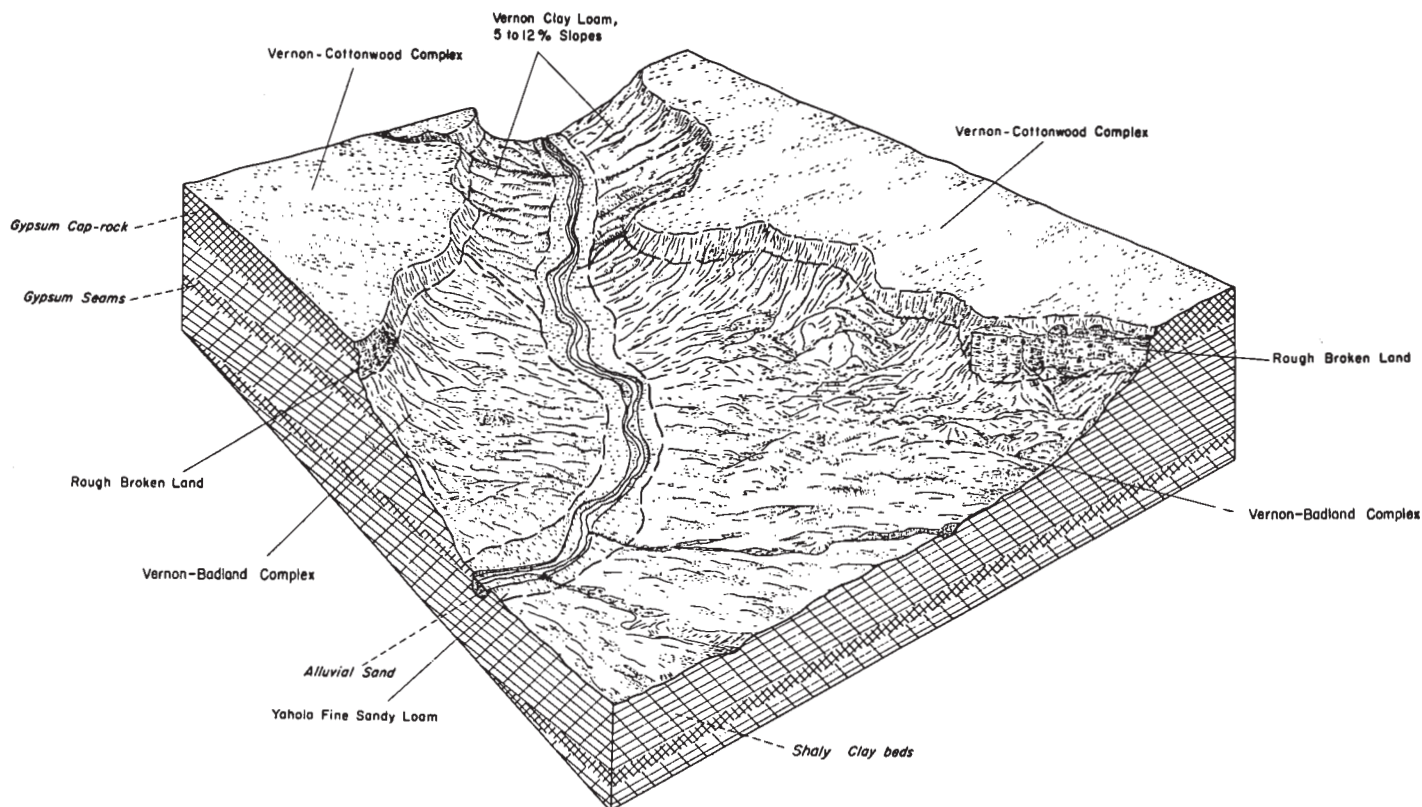 Vernon Clay Loam,
5 to 12% Slopes
Vernon-Cottonwood Complex
Vernon-Cottonwood Complex
Gypsum Cap-rock
Gypsum Seams
Rough Broken Land
Rough Broken Land
Vernon-Badland Complex
Vernon-Badland Complex
Alluvial Sand
Yahola Fine Sandy Loam
Shaly Clay beds